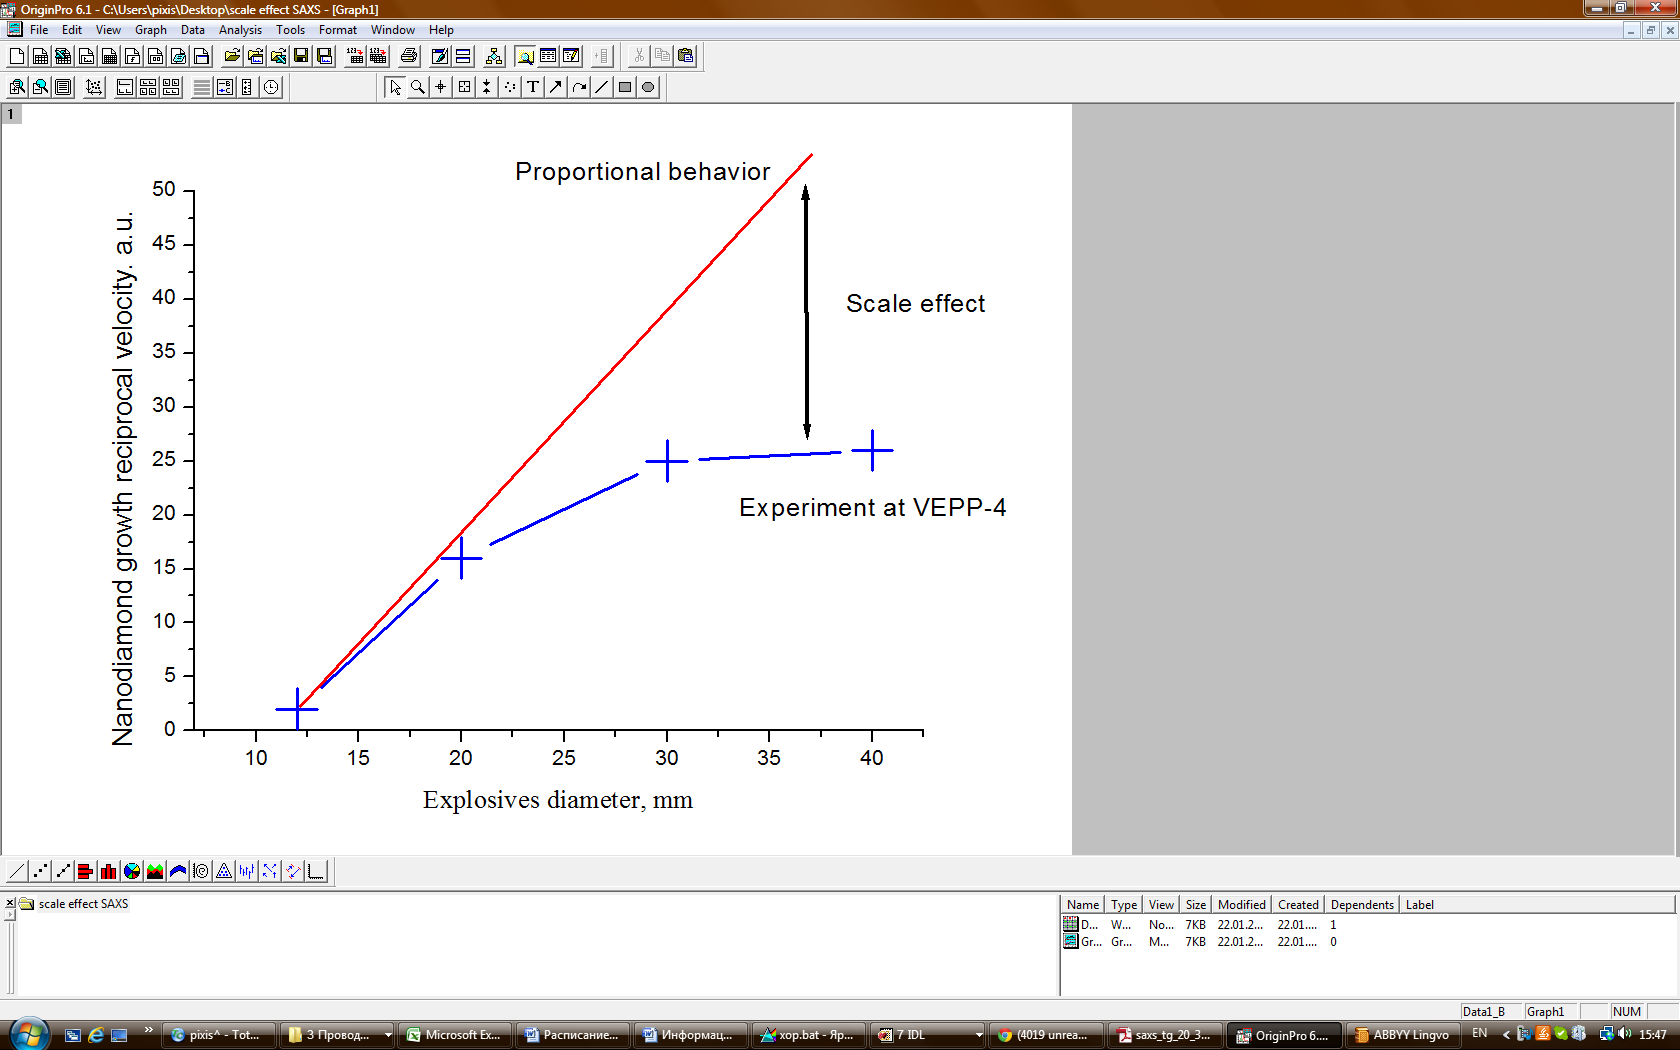 OriginPro 6.1 - C:\Users\pixis\Desktop\scale effect SAXS - [Graph1]
File Edit View Graph Data Analysis Tools Format Window Help
1
Proportional behavior
Scale effect
Experiment at VEPP-4
Nanodiamond growth reciprocal velocity. a.u.
50
45
40
35
30
25
20
15
10
5
0
10 15 20 25 30 35 40
Explosives diameter, mm
scale effect SAXS
Name Type View Size Modified Created Dependents Label
D... W... No... 7KB 22.01.2... 22.01.... 1
Gr... Gr... M... 7KB 22.01.2... 22.01.... 0
Data1_B Graph1 NUM
pixis^ - Tot... 3 Провод... Microsoft Ex... Расписание... Информац... xop.bat - Яр... 7 IDL (4019 unrea... saxs_tg_20_3... OriginPro 6.... ABBYY Lingvo EN 15:47